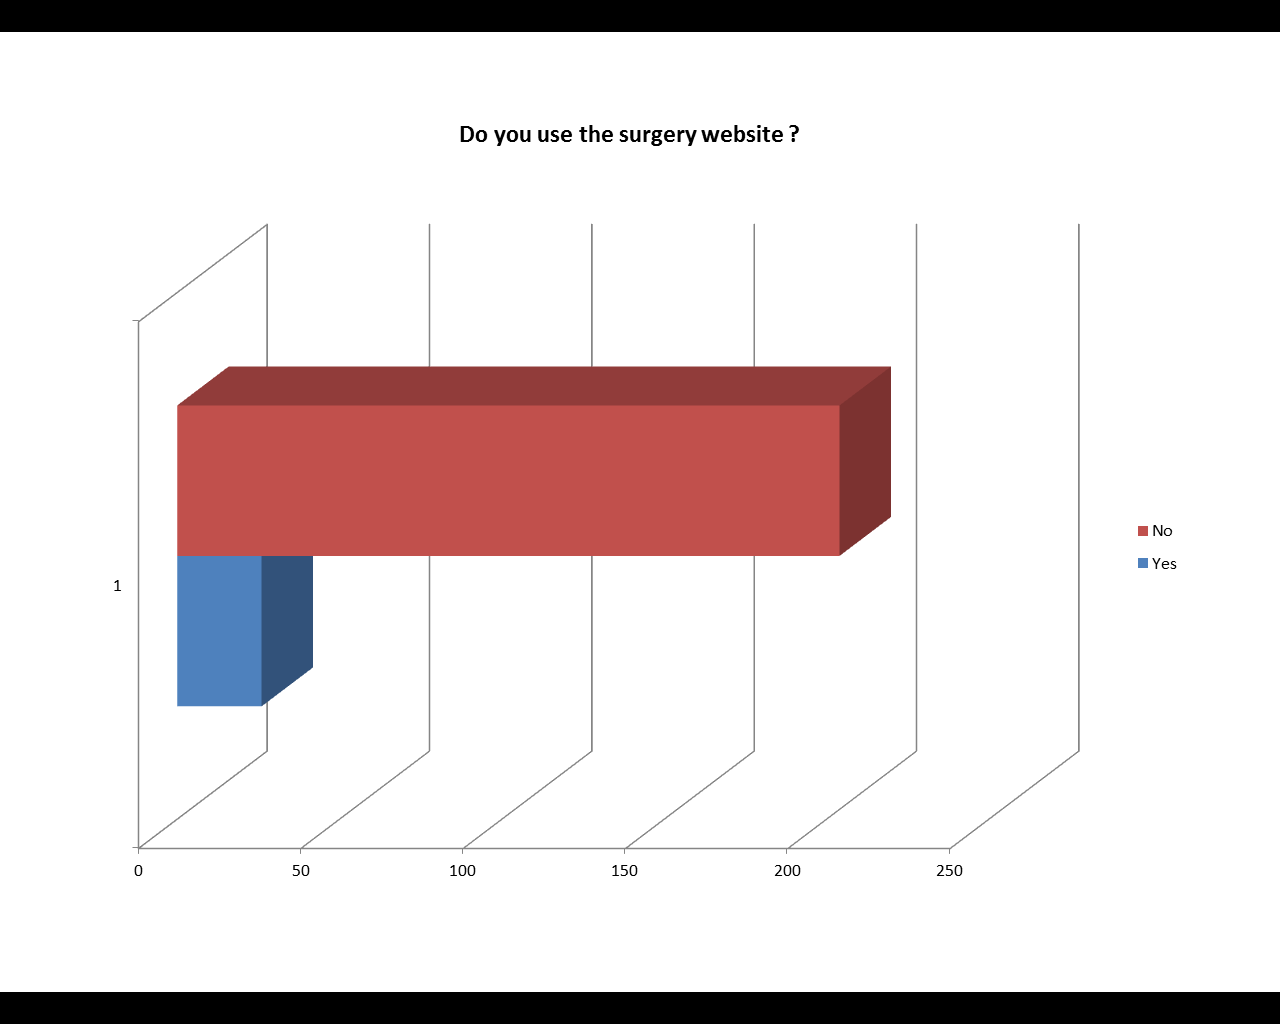 Do you use the surgery website ?
No
Yes
1
0 50 100 150 200 250